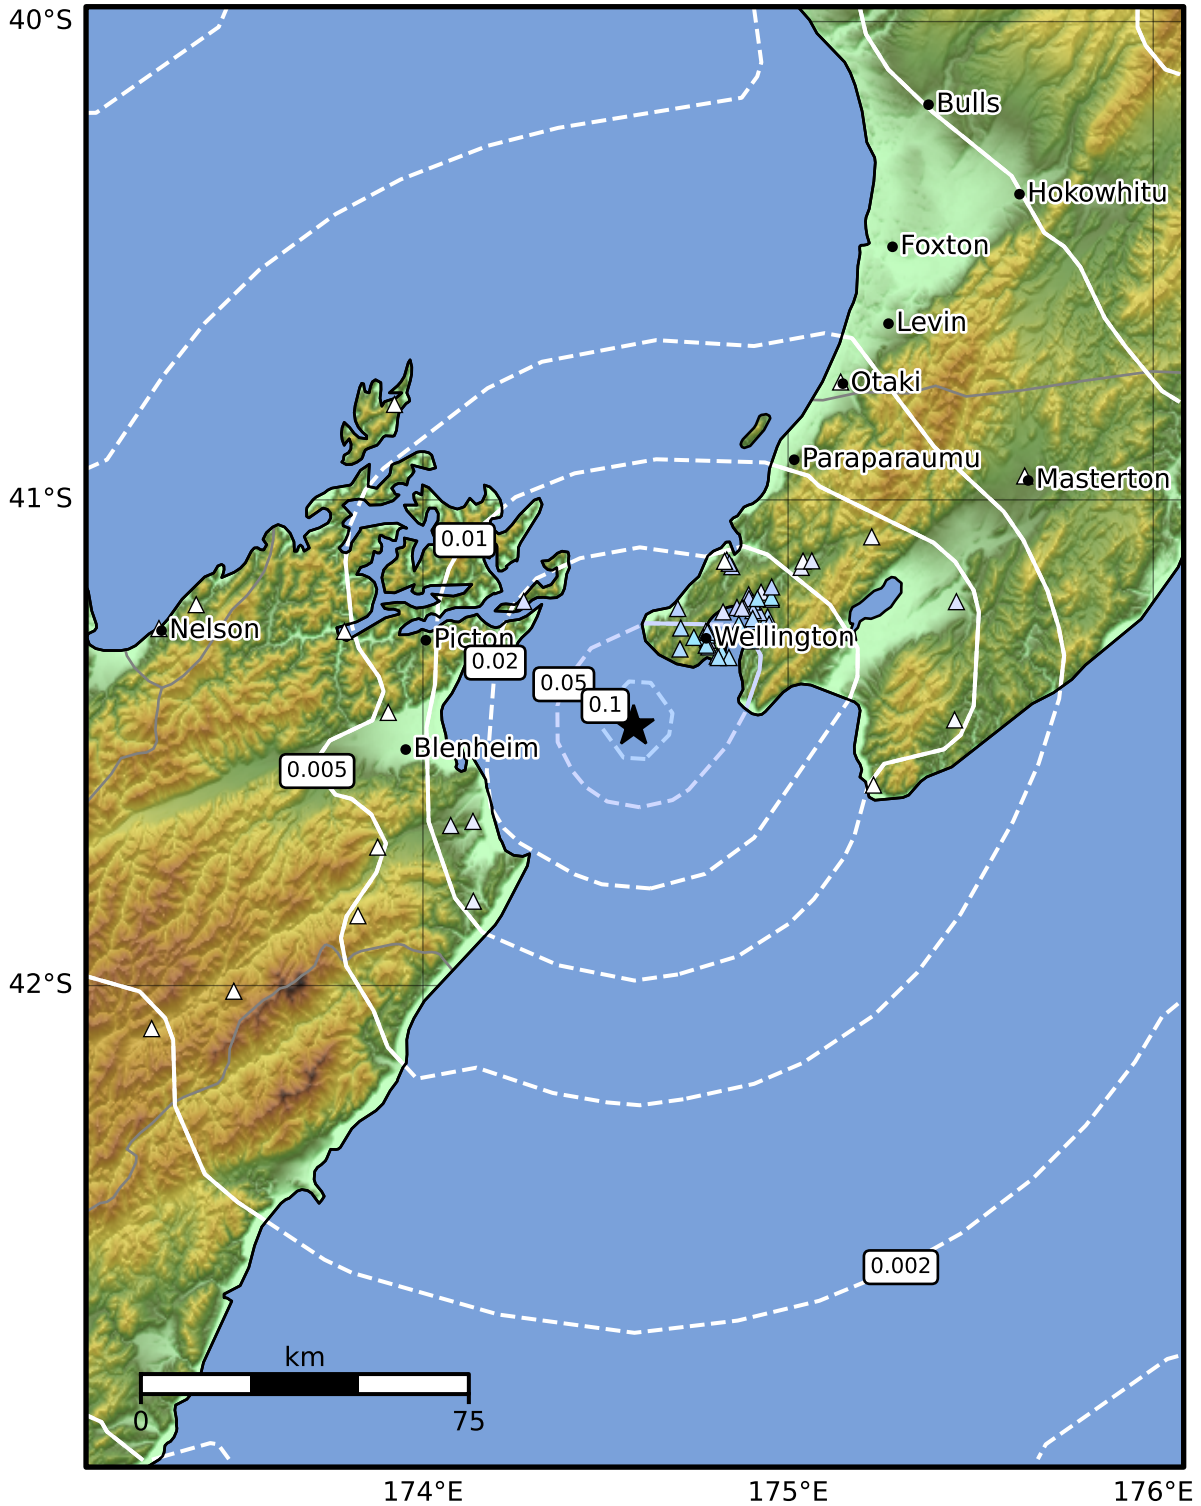 40°S
Bulls
Hokowhitu
Foxton
Levin
Otaki
Paraparaumu
Masterton
41°S
0.01
Nelson
Picton
Wellington
0.02
0.05
0.1
Blenheim
0.005
42°S
0.002
km
0 75
174°E 175°E 176°E